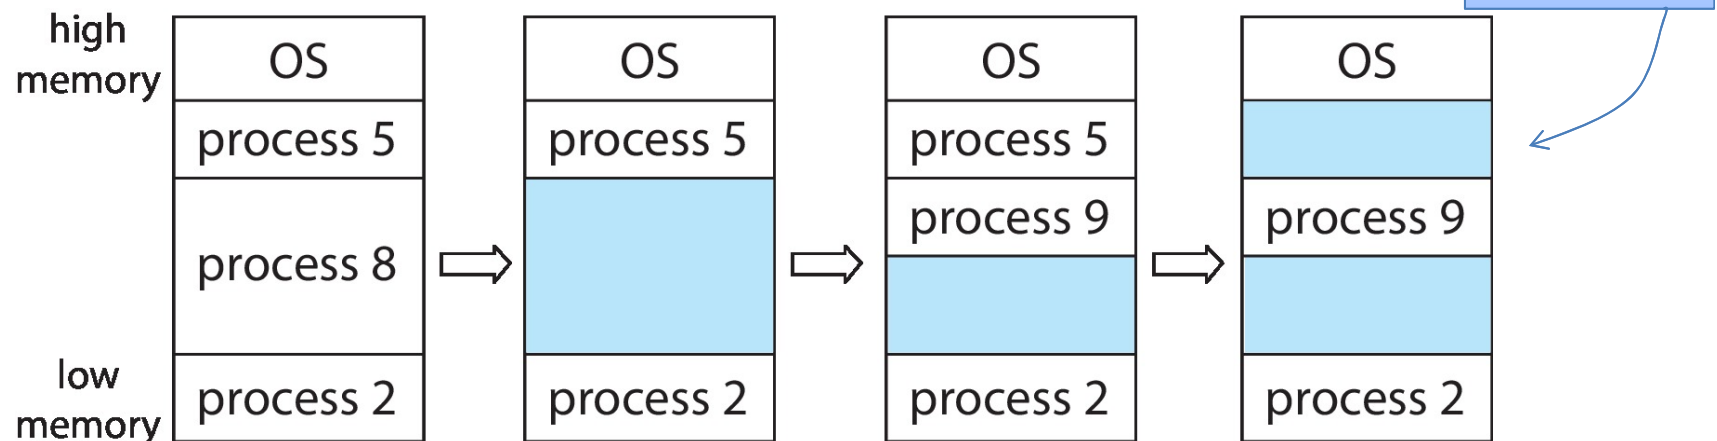 high
memory
OS
process 5
process 8
process 2
low
memory
OS
process 5
process 2
OS
process 5
process 9
process 2
OS
process 9
process 2